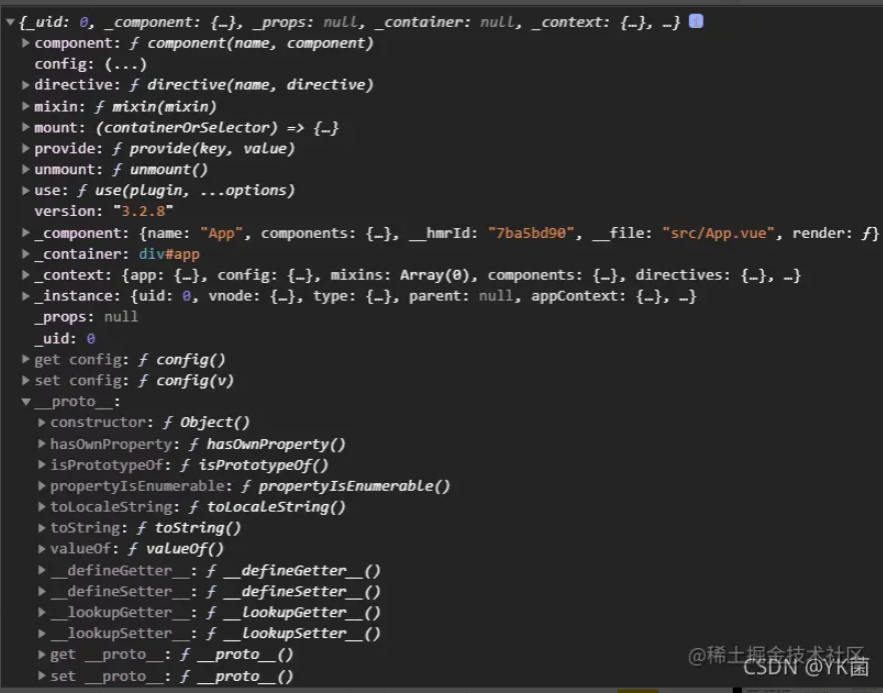 {_uid: 0, _component: {…}, _props: null, _container: null, _context: {…}, …}
component: ƒ component(name, component)
config: (...)
directive: ƒ directive(name, directive)
mixin: ƒ mixin(mixin)
mount: (containerOrSelector) => {…}
provide: ƒ provide(key, value)
unmount: ƒ unmount()
use: ƒ use(plugin, ...options)
version: "3.2.8"
_component: {name: "App", components: {…}, __hmrId: "7ba5bd90", __file: "src/App.vue", render: ƒ}
_container: div#app
_context: {app: {…}, config: {…}, mixins: Array(0), components: {…}, directives: {…}, …}
_instance: {uid: 0, vnode: {…}, type: {…}, parent: null, appContext: {…}, …}
_props: null
_uid: 0
get config: ƒ config()
set config: ƒ config(v)
__proto__:
constructor: ƒ Object()
hasOwnProperty: ƒ hasOwnProperty()
isPrototypeOf: ƒ isPrototypeOf()
propertyIsEnumerable: ƒ propertyIsEnumerable()
toLocaleString: ƒ toLocaleString()
toString: ƒ toString()
valueOf: ƒ valueOf()
__defineGetter__: ƒ __defineGetter__()
__defineSetter__: ƒ __defineSetter__()
__lookupGetter__: ƒ __lookupGetter__()
__lookupSetter__: ƒ __lookupSetter__()
get __proto__: ƒ __proto__()
set __proto__: ƒ __proto__()
@稀土掘金技术社区
CSDN @YK菌